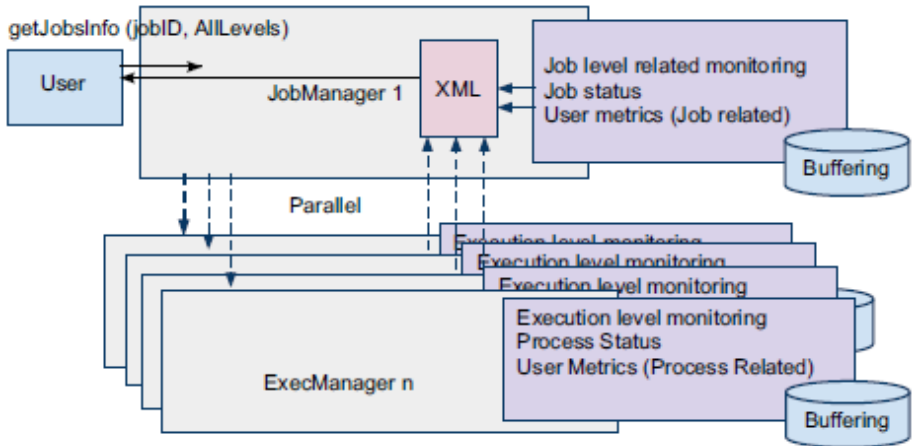 getJobsInfo (jobID, AllLevels)
User
JobManager 1
XML
Job level related monitoring
Job status
User metrics (Job related)
Buffering
Parallel
Execution level monitoring
Execution level monitoring
Execution level monitoring
Execution level monitoring
Process Status
User Metrics (Process Related)
ExecManager n
Buffering